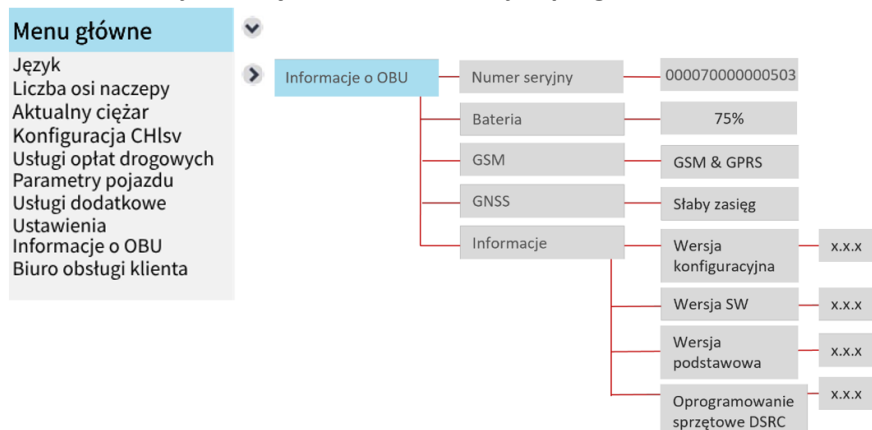 Menu główne
Język
Liczba osi naczepy
Aktualny ciężar
Konfiguracja CHlsv
Usługi opłat drogowych
Parametry pojazdu
Usługi dodatkowe
Ustawienia
Informacje o OBU
Biuro obsługi klienta
Informacje o OBU
Numer seryjny
000070000000503
Bateria
75%
GSM
GSM & GPRS
GNSS
Słaby zasięg
Informacje
Wersja
konfiguracyjna
x.x.x
Wersja SW
x.x.x
Wersja
podstawowa
x.x.x
Oprogramowanie
sprzętowe DSRC
x.x.x